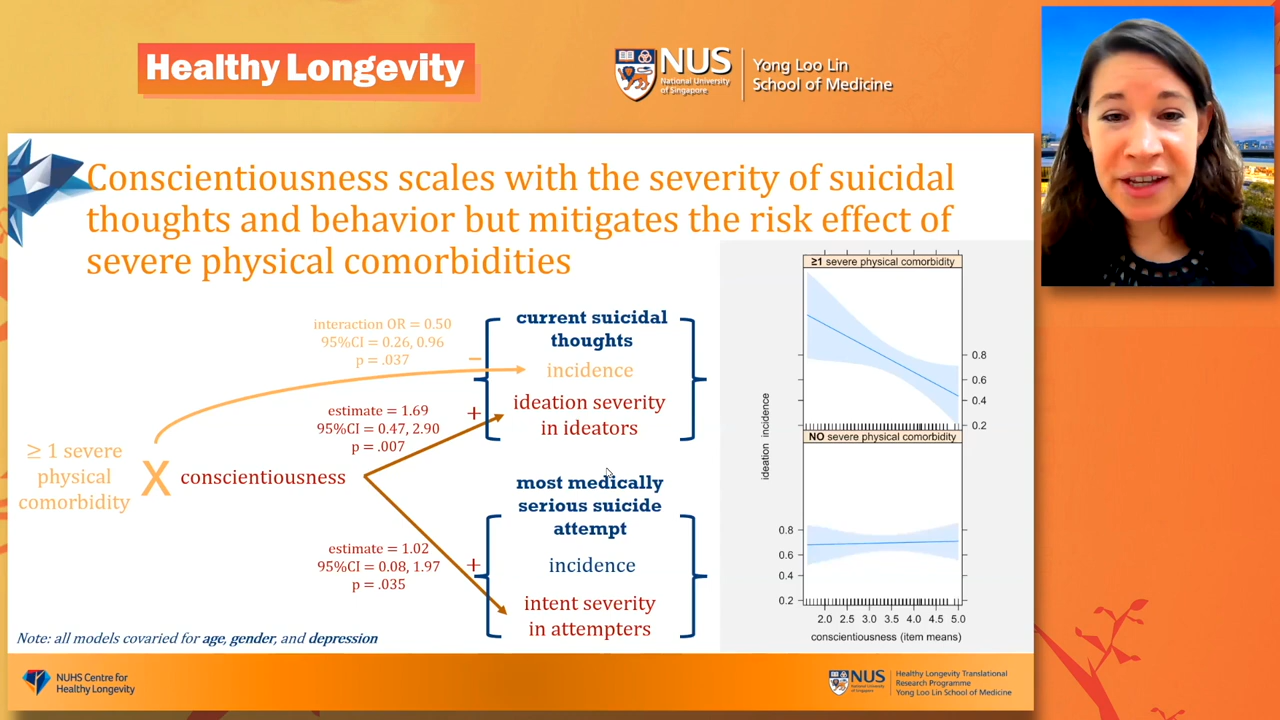 Healthy Longevity
NUS
National University
of Singapore
Yong Loo Lin
School of Medicine
Conscientiousness scales with the severity of suicidal
thoughts and behavior but mitigates the risk effect of
severe physical comorbidities
interaction OR = 0.50
95%CI = 0.26, 0.96
p = .037
−
current suicidal
thoughts
incidence
ideation severity
in ideators
estimate = 1.69
95%CI = 0.47, 2.90
p = .007
+
≥ 1 severe
physical
comorbidity
X
conscientiousness
most medically
serious suicide
attempt
incidence
intent severity
in attempters
estimate = 1.02
95%CI = 0.08, 1.97
p = .035
+
Note: all models covaried for age, gender, and depression
≥1 severe physical comorbidity
0.8
0.6
0.4
0.2
NO severe physical comorbidity
0.8
0.6
0.4
0.2
ideation incidence
2.0 2.5 3.0 3.5 4.0 4.5 5.0
conscientiousness (item means)
NUHS Centre for
Healthy Longevity
NUS
National University
of Singapore
Healthy Longevity Translational
Research Programme
Yong Loo Lin School of Medicine